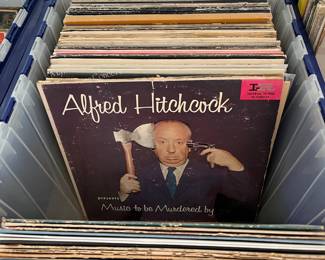 Alfred Hitchcock
presents
Music to be Murdered by